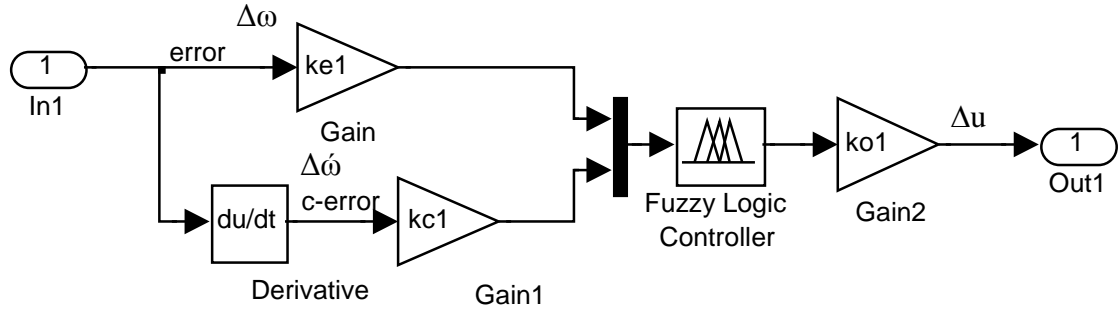 Δω
1
error
ke1
In1
Gain
Δώ
c-error
du/dt
kc1
Derivative
Gain1
Fuzzy Logic
Controller
ko1
Gain2
Δu
1
Out1